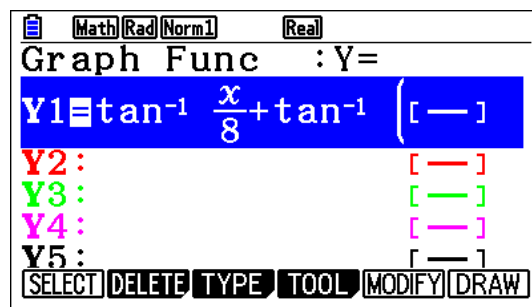 Math Rad Norm1 Real
Graph Func :Y=
Y1=tan⁻¹ x/8+tan⁻¹ ( [—]
Y2: [—]
Y3: [—]
Y4: [—]
Y5: [—]
SELECT DELETE TYPE TOOL MODIFY DRAW